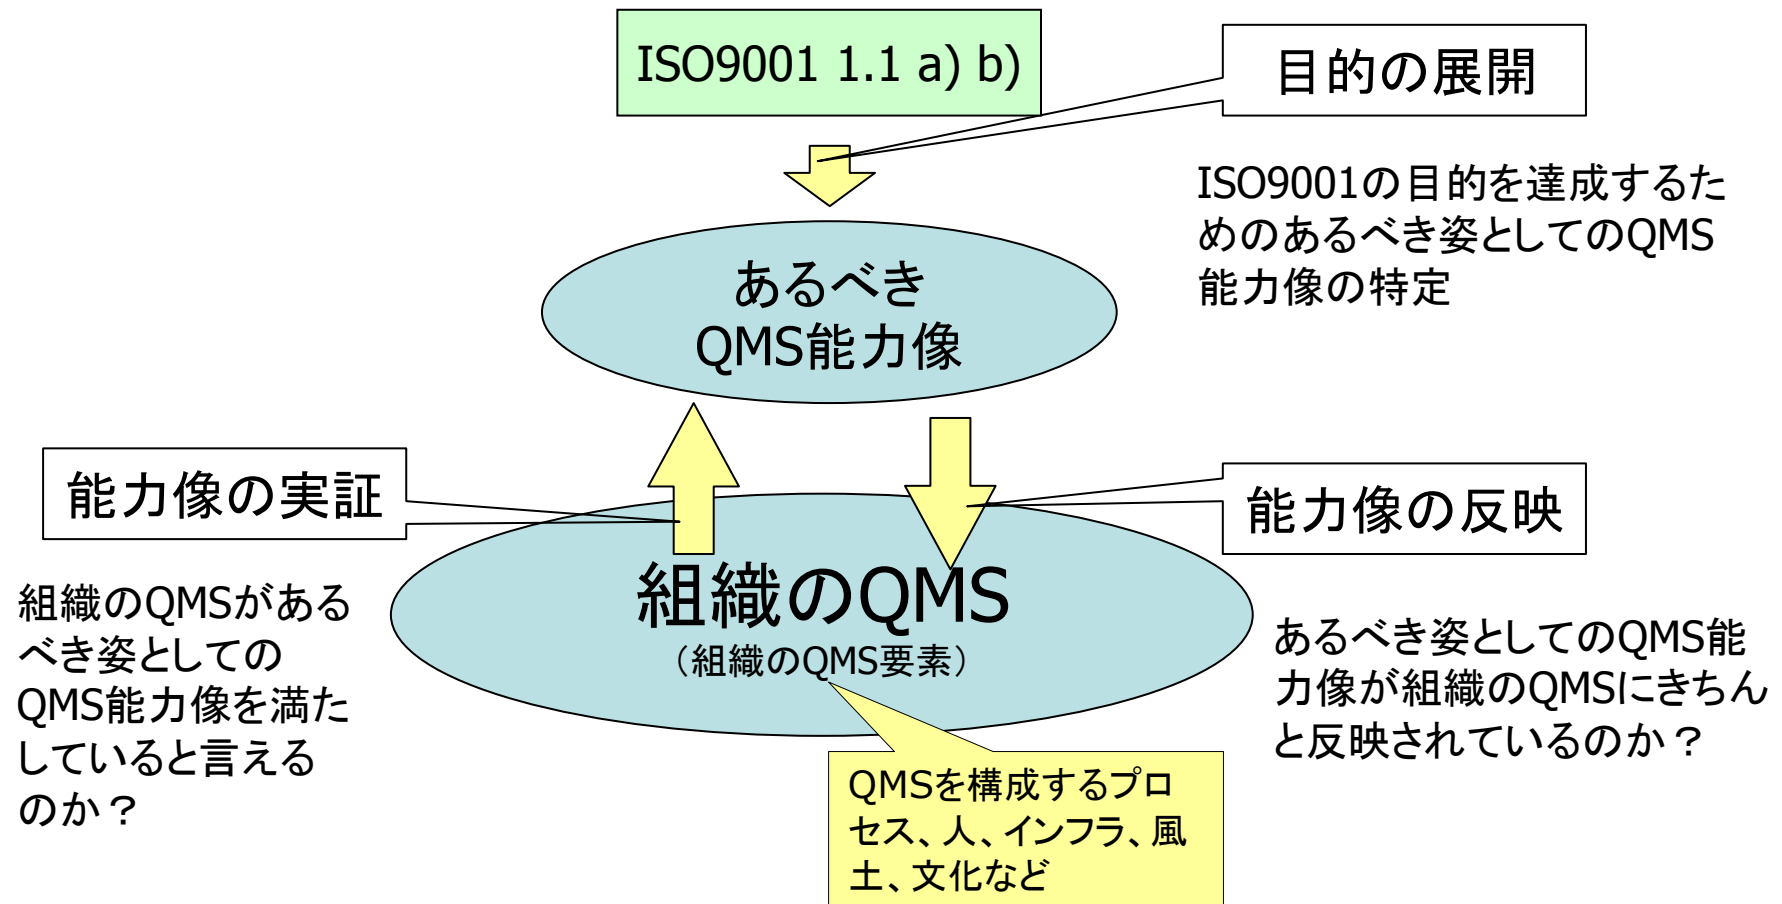 ISO9001 1.1 a) b)
目的の展開
ISO9001の目的を達成するた
めのあるべき姿としてのQMS
能力像の特定
あるべき
QMS能力像
能力像の実証
能力像の反映
組織のQMSがある
べき姿としての
QMS能力像を満た
していると言える
のか？
組織のQMS
（組織のQMS要素）
あるべき姿としてのQMS能
力像が組織のQMSにきちん
と反映されているのか？
QMSを構成するプロ
セス、人、インフラ、風
土、文化など